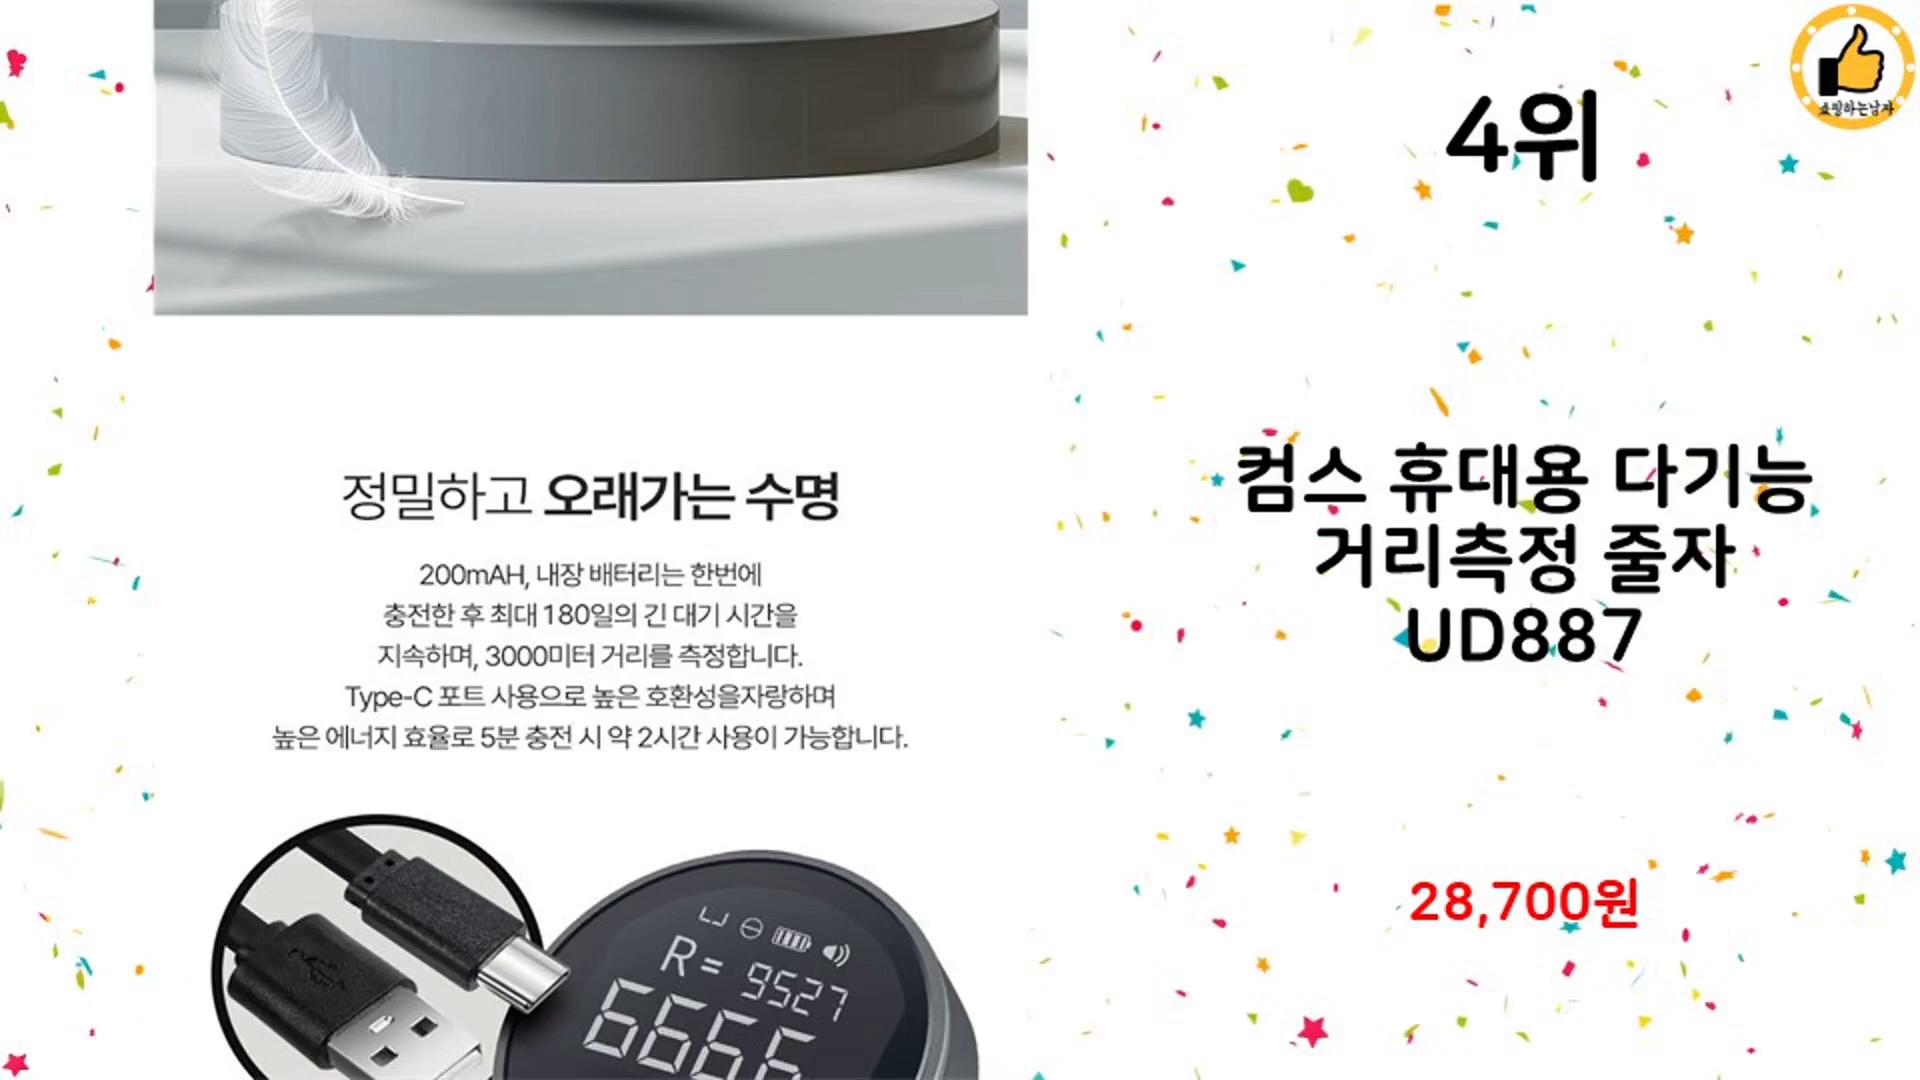 정밀하고 오래가는 수명
200mAH, 내장 배터리는 한번에
충전한 후 최대 180일의 긴 대기 시간을
지속하며, 3000미터 거리를 측정합니다.
Type-C 포트 사용으로 높은 호환성을자랑하며
높은 에너지 효율로 5분 충전 시 약 2시간 사용이 가능합니다.
R= 9527
6666
쇼핑하는남자
4위
컴스 휴대용 다기능
거리측정 줄자
UD887
28,700원